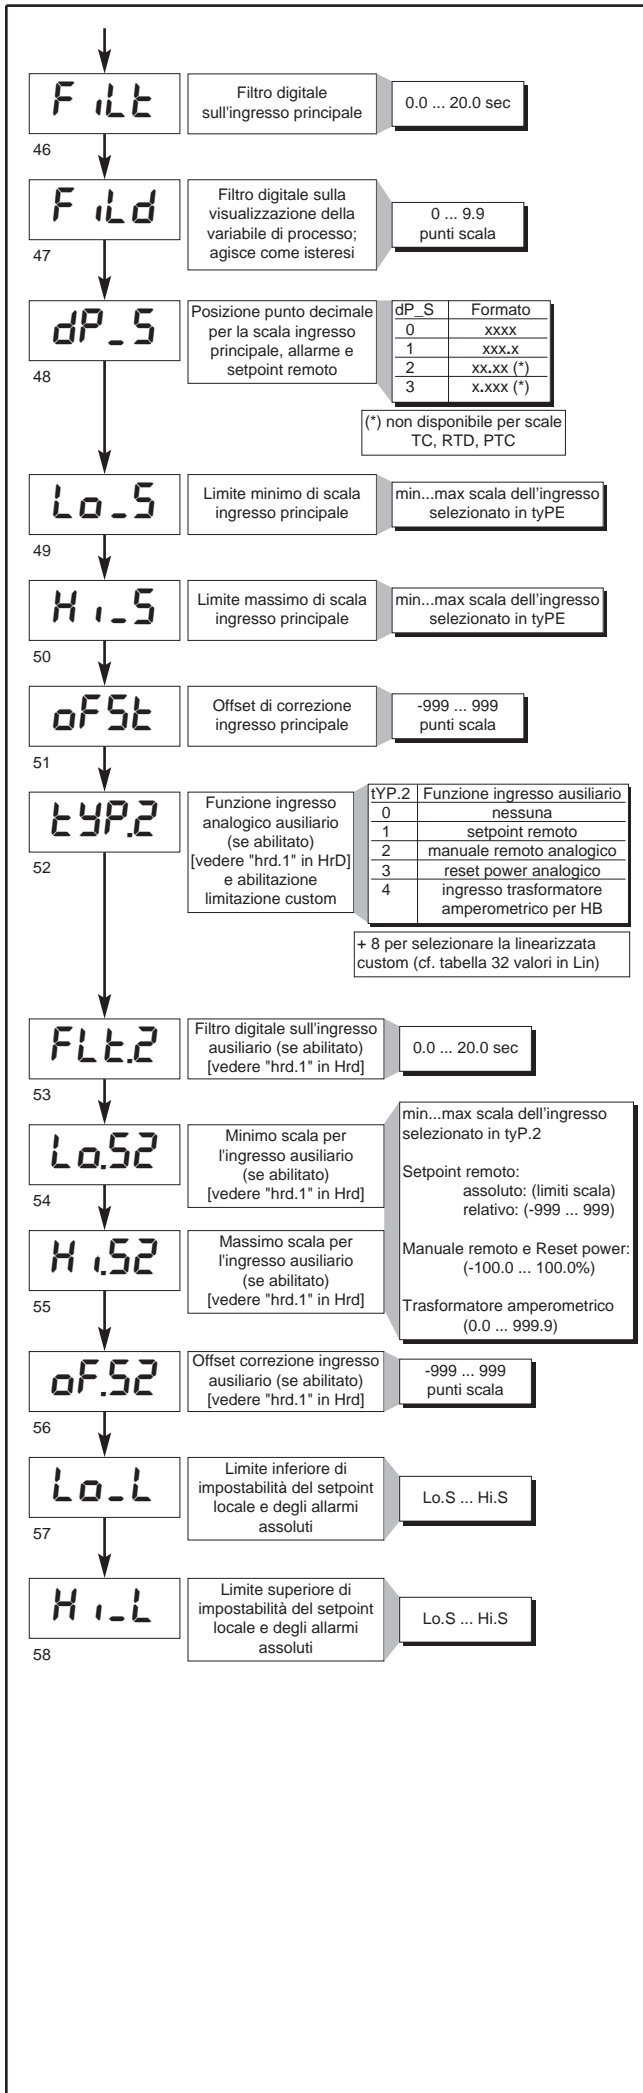 FiLt
Filtro digitale
sull'ingresso principale
0.0 ... 20.0 sec
46
FiLd
Filtro digitale sulla
visualizzazione della
variabile di processo;
agisce come isteresi
0 ... 9.9
punti scala
47
dP_S
Posizione punto decimale
per la scala ingresso
principale, allarme e
setpoint remoto
dP_S Formato
0 xxxx
1 xxx.x
2 xx.xx (*)
3 x.xxx (*)
(*) non disponibile per scale
TC, RTD, PTC
48
Lo_S
Limite minimo di scala
ingresso principale
min...max scala dell'ingresso
selezionato in tyPE
49
Hi_S
Limite massimo di scala
ingresso principale
min...max scala dell'ingresso
selezionato in tyPE
50
oFSt
Offset di correzione
ingresso principale
-999 ... 999
punti scala
51
tYP.2
Funzione ingresso
analogico ausiliario
(se abilitato)
[vedere "hrd.1" in HrD]
e abilitazione
limitazione custom
tYP.2 Funzione ingresso ausiliario
0 nessuna
1 setpoint remoto
2 manuale remoto analogico
3 reset power analogico
4 ingresso trasformatore
amperometrico per HB
+ 8 per selezionare la linearizzata
custom (cf. tabella 32 valori in Lin)
52
FLt.2
Filtro digitale sull'ingresso
ausiliario (se abilitato)
[vedere "hrd.1" in Hrd]
0.0 ... 20.0 sec
53
Lo.S2
Minimo scala per
l'ingresso ausiliario
(se abilitato)
[vedere "hrd.1" in Hrd]
54
Hi.S2
Massimo scala per
l'ingresso ausiliario
(se abilitato)
[vedere "hrd.1" in Hrd]
55
min...max scala dell'ingresso
selezionato in tyP.2
Setpoint remoto:
assoluto: (limiti scala)
relativo: (-999 ... 999)
Manuale remoto e Reset power:
(-100.0 ... 100.0%)
Trasformatore amperometrico
(0.0 ... 999.9)
oF.S2
Offset correzione ingresso
ausiliario (se abilitato)
[vedere "hrd.1" in Hrd]
-999 ... 999
punti scala
56
Lo_L
Limite inferiore di
impostabilità del setpoint
locale e degli allarmi
assoluti
Lo.S ... Hi.S
57
Hi_L
Limite superiore di
impostabilità del setpoint
locale e degli allarmi
assoluti
Lo.S ... Hi.S
58